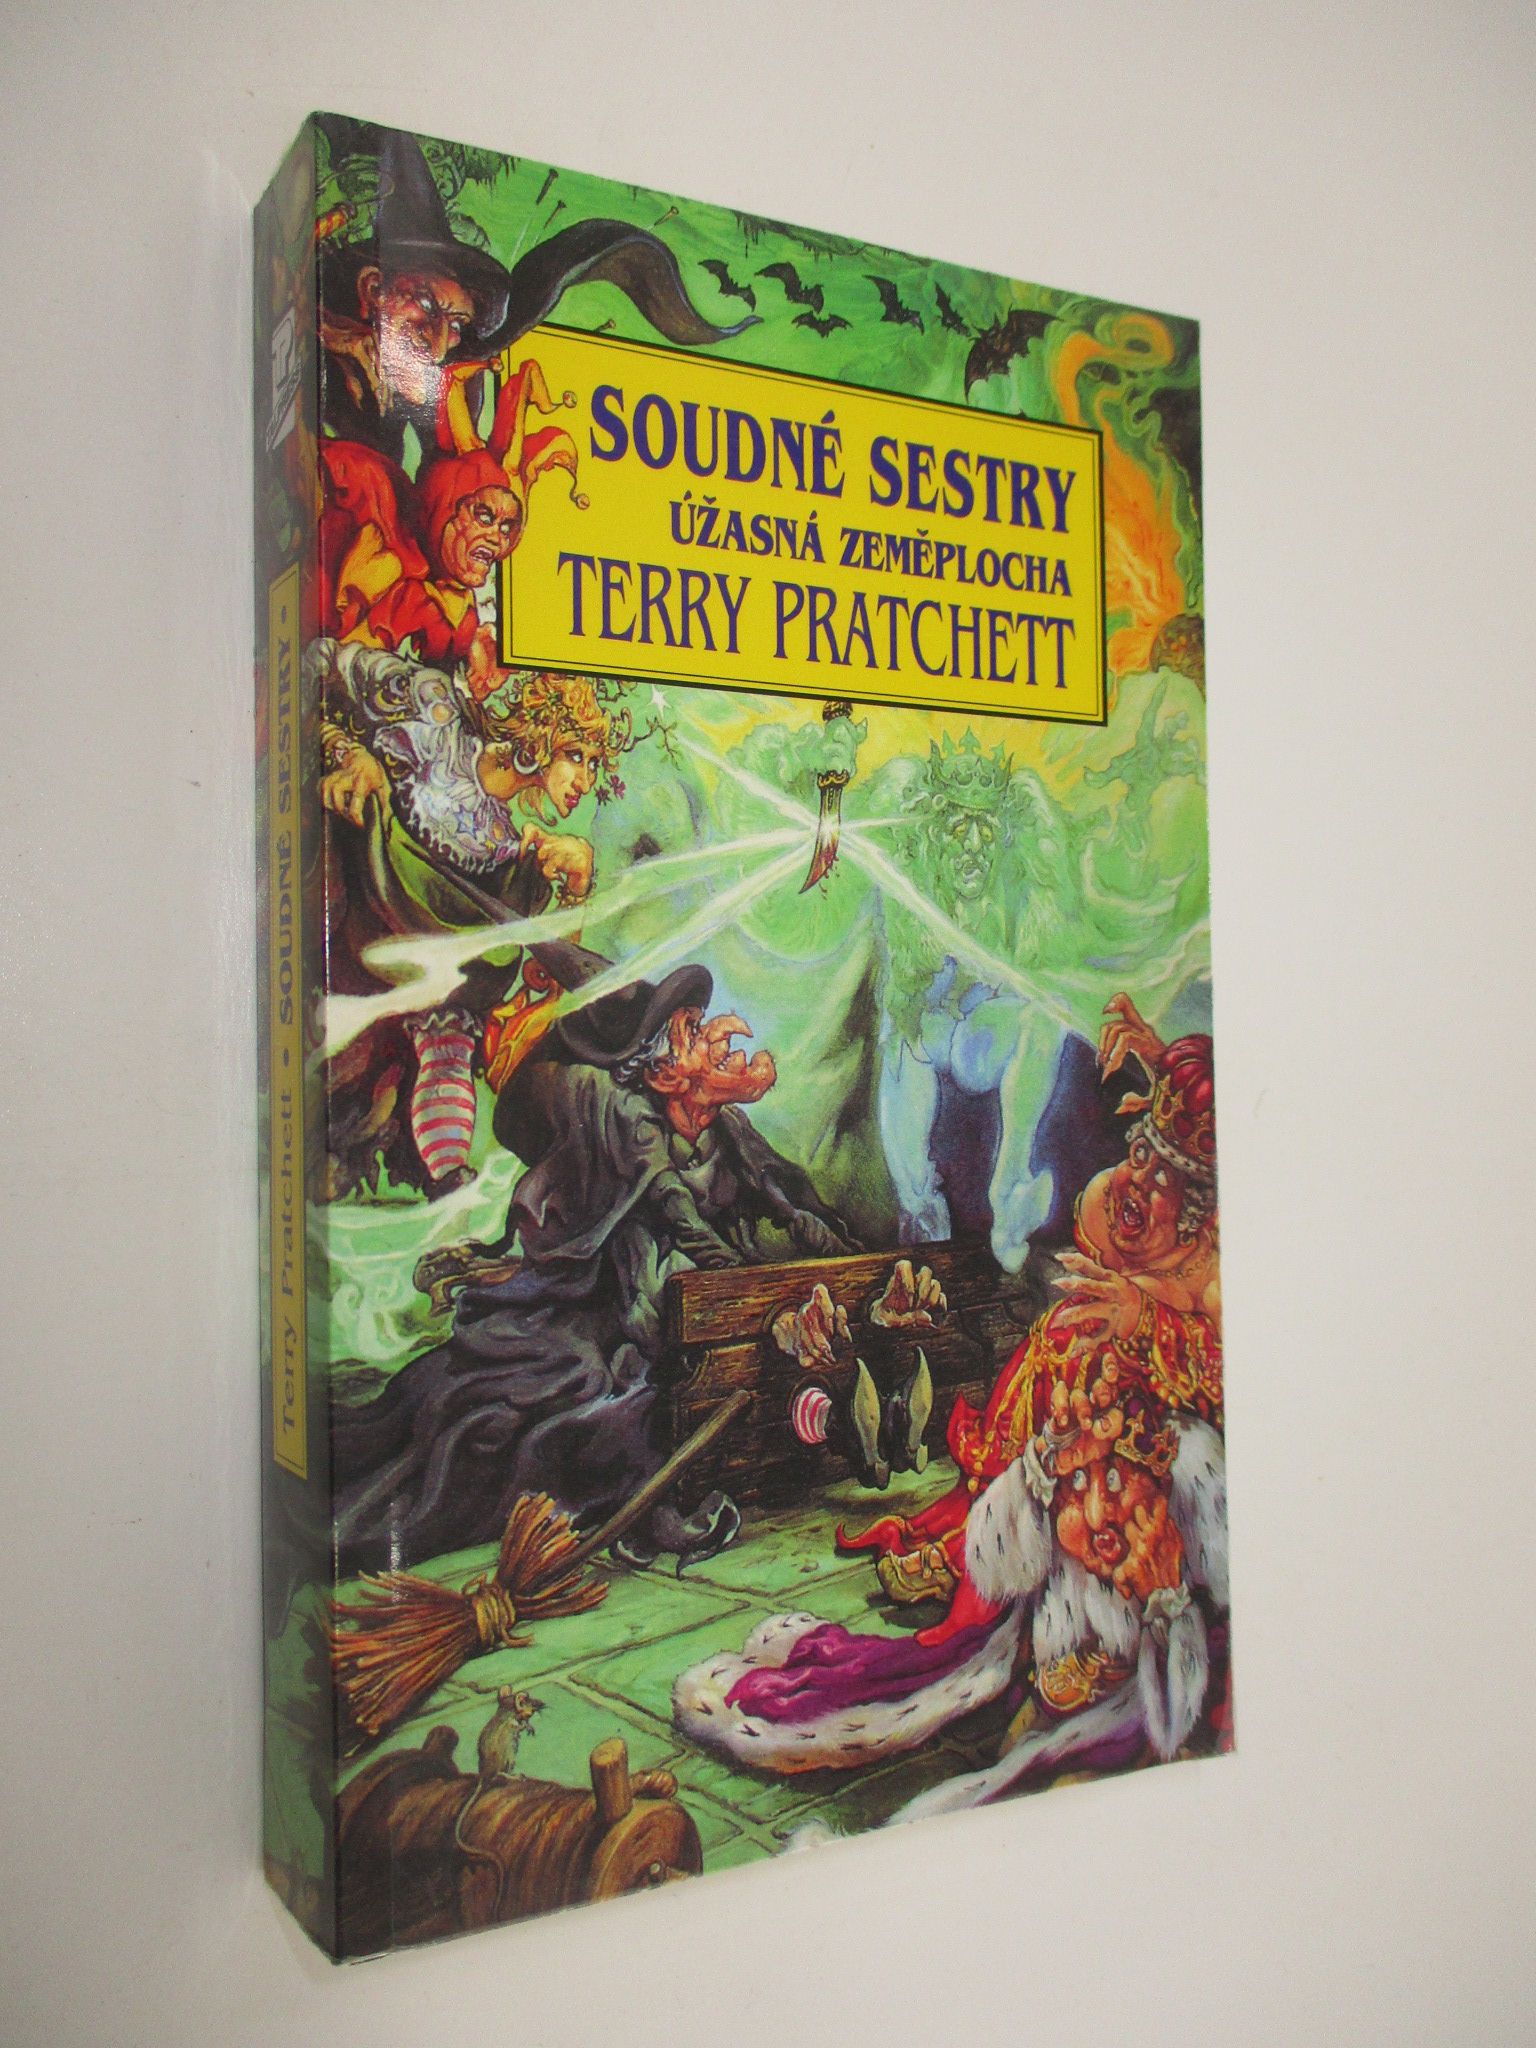 SOUDNÉ SESTRY
ÚŽASNÁ ZEMĚPLOCHA
TERRY PRATCHETT
Terry Pratchett • SOUDNÉ SESTRY •